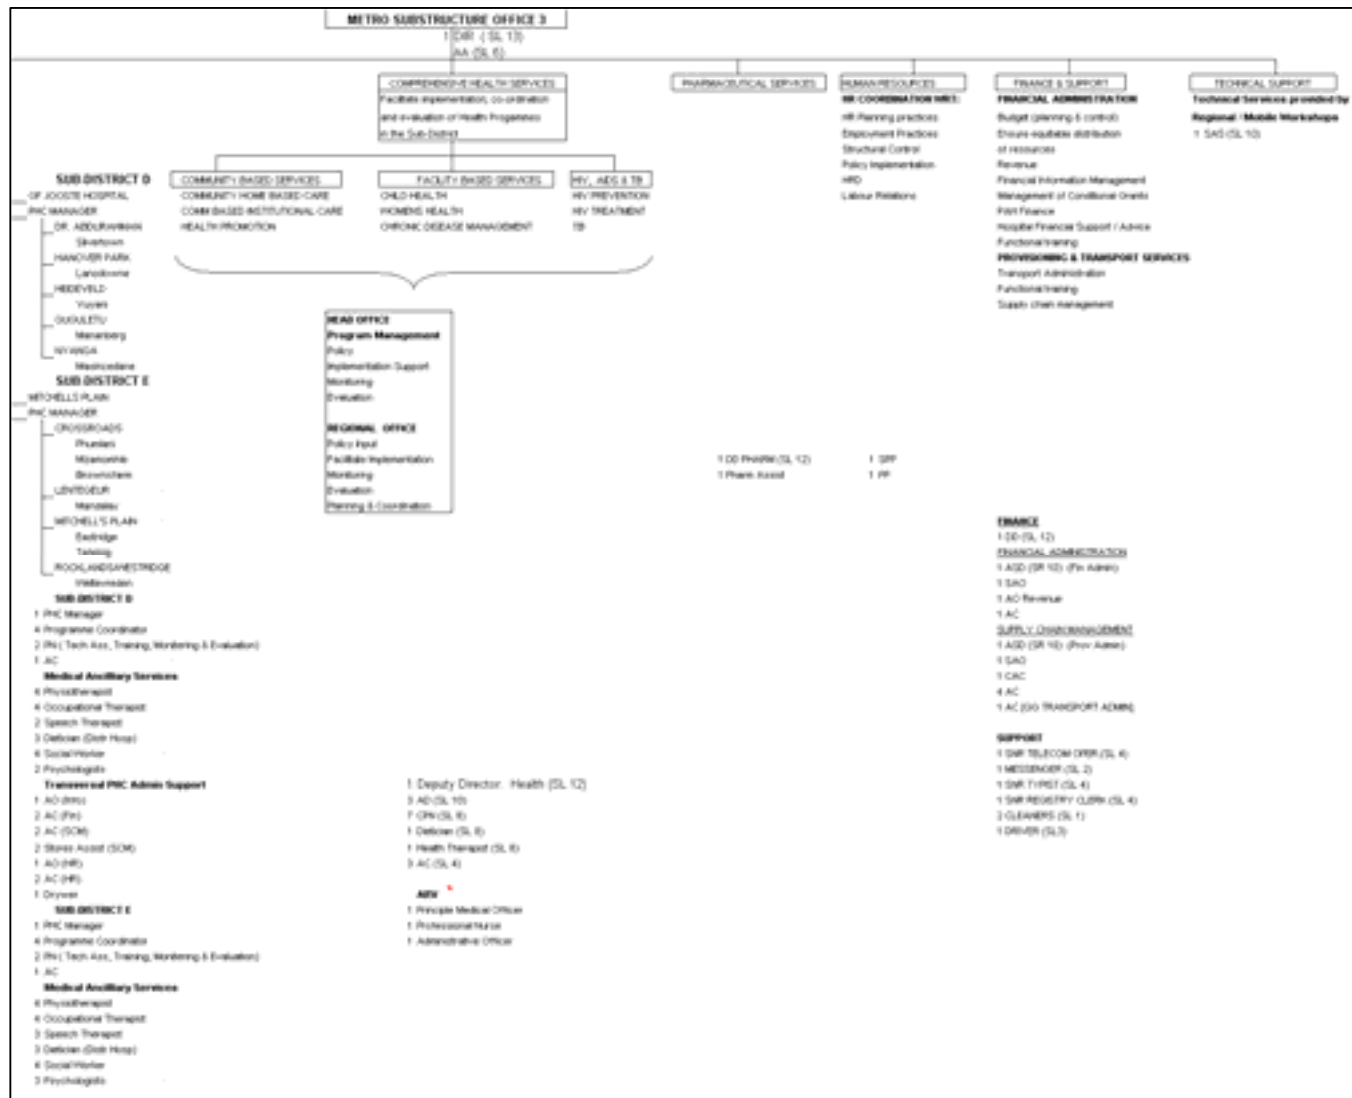 METRO SUBSTRUCTURE OFFICE 3
1 DIR ( SL 13)
AA (SL 6)
COMPREHENSIVE HEALTH SERVICES
Facilitate implementation, co-ordination
and evaluation of Health Progammes
in the Sub-District
PHARMACEUTICAL SERVICES
HUMAN RESOURCES
HR COORDINATION
HR Planning practices
Employment Practices
Structural Control
Policy Implementation
HRD
Labour Relations
FINANCE & SUPPORT
FINANCIAL ADMINISTRATION
Budget (planning & control)
Ensure equitable distribution
of resources
Revenue
Financial Information Management
Management of Conditional Grants
Finance
Hospital Financial Support / Advice
Functional training
PROVISIONING & TRANSPORT SERVICES
Transport Administration
Functional training
Supply chain management
TECHNICAL SUPPORT
Technical Services provided by
Regional / Mobile Workshops
1 SAS (SL 10)
COMMUNITY BASED SERVICES
COMMUNITY HOME BASED CARE
COMM BASED INSTITUTIONAL CARE
HEALTH PROMOTION
FACILITY BASED SERVICES
CHILD HEALTH
WOMENS HEALTH
CHRONIC DISEASE MANAGEMENT
HIV, AIDS & TB
HIV PREVENTION
HIV TREATMENT
TB
SUB-DISTRICT D
GF JOOSTE HOSPITAL
PHC MANAGER
DR. ABDURAHMAN
Silvertown
HANOVER PARK
Lansdowne
HEIDEVELD
Vuyani
GUGULETU
Manenberg
NYANGA
Masincedane
SUB-DISTRICT E
MITCHELL'S PLAIN
PHC MANAGER
CROSSROADS
Phumlani
Mzamomhle
Browns farm
LENTEGEUR
Mandalay
MITCHELL'S PLAIN
Eastridge
Tafelsig
ROCKLANDS/WESTRIDGE
Weltevreden
HEAD OFFICE
Program Management
Policy
Implementation Support
Monitoring
Evaluation
REGIONAL OFFICE
Policy Input
Facilitate Implementation
Monitoring
Evaluation
Planning & Coordination
1 DD PHARM (SL 12)
1 Pharm Assist
1 SPP
1 PP
FINANCE
1 DD (SL 12)
FINANCIAL ADMINISTRATION
1 ASD (SR 10) (Fin Admin)
1 SAO
1 AO Revenue
1 AC
SUPPLY CHAIN MANAGEMENT
1 ASD (SR 10) (Prov Admin)
1 SAO
1 CAC
4 AC
1 AC (GG TRANSPORT ADMIN)
SUPPORT
1 SNR TELECOM OPER (SL 4)
1 MESSENGER (SL 2)
1 SNR TYPIST (SL 4)
1 SNR REGISTRY CLERK (SL 4)
2 CLEANERS (SL 1)
1 DRIVER (SL3)
SUB-DISTRICT D
1 PHC Manager
4 Programme Coordinator
2 PN ( Tech Ass, Training, Monitering & Evaluation)
1 AC
Medical Ancilliary Services
4 Physiotherapist
4 Occupational Therapist
2 Speech Therapist
3 Dietician (Distr Hosp)
4 Social Worker
2 Psychologists
Transversal PHC Admin Support
1 AO (Info)
2 AC (Fin)
2 AC (SCM)
2 Stores Assist (SCM)
1 AO (HR)
2 AC (HR)
1 Drywer
SUB-DISTRICT E
1 PHC Manager
4 Programme Coordinator
2 PN ( Tech Ass, Training, Monitering & Evaluation)
1 AC
Medical Ancilliary Services
4 Physiotherapist
4 Occupational Therapist
3 Speech Therapist
3 Dietician (Distr Hosp)
4 Social Worker
3 Psychologists
1 Deputy Director: Health (SL 12)
3 AD (SL 10)
7 CPN (SL 8)
1 Dietician (SL 8)
1 Health Therapist (SL 8)
3 AC (SL 4)
ARV
1 Principle Medical Officer
1 Professional Nurse
1 Administrative Officer